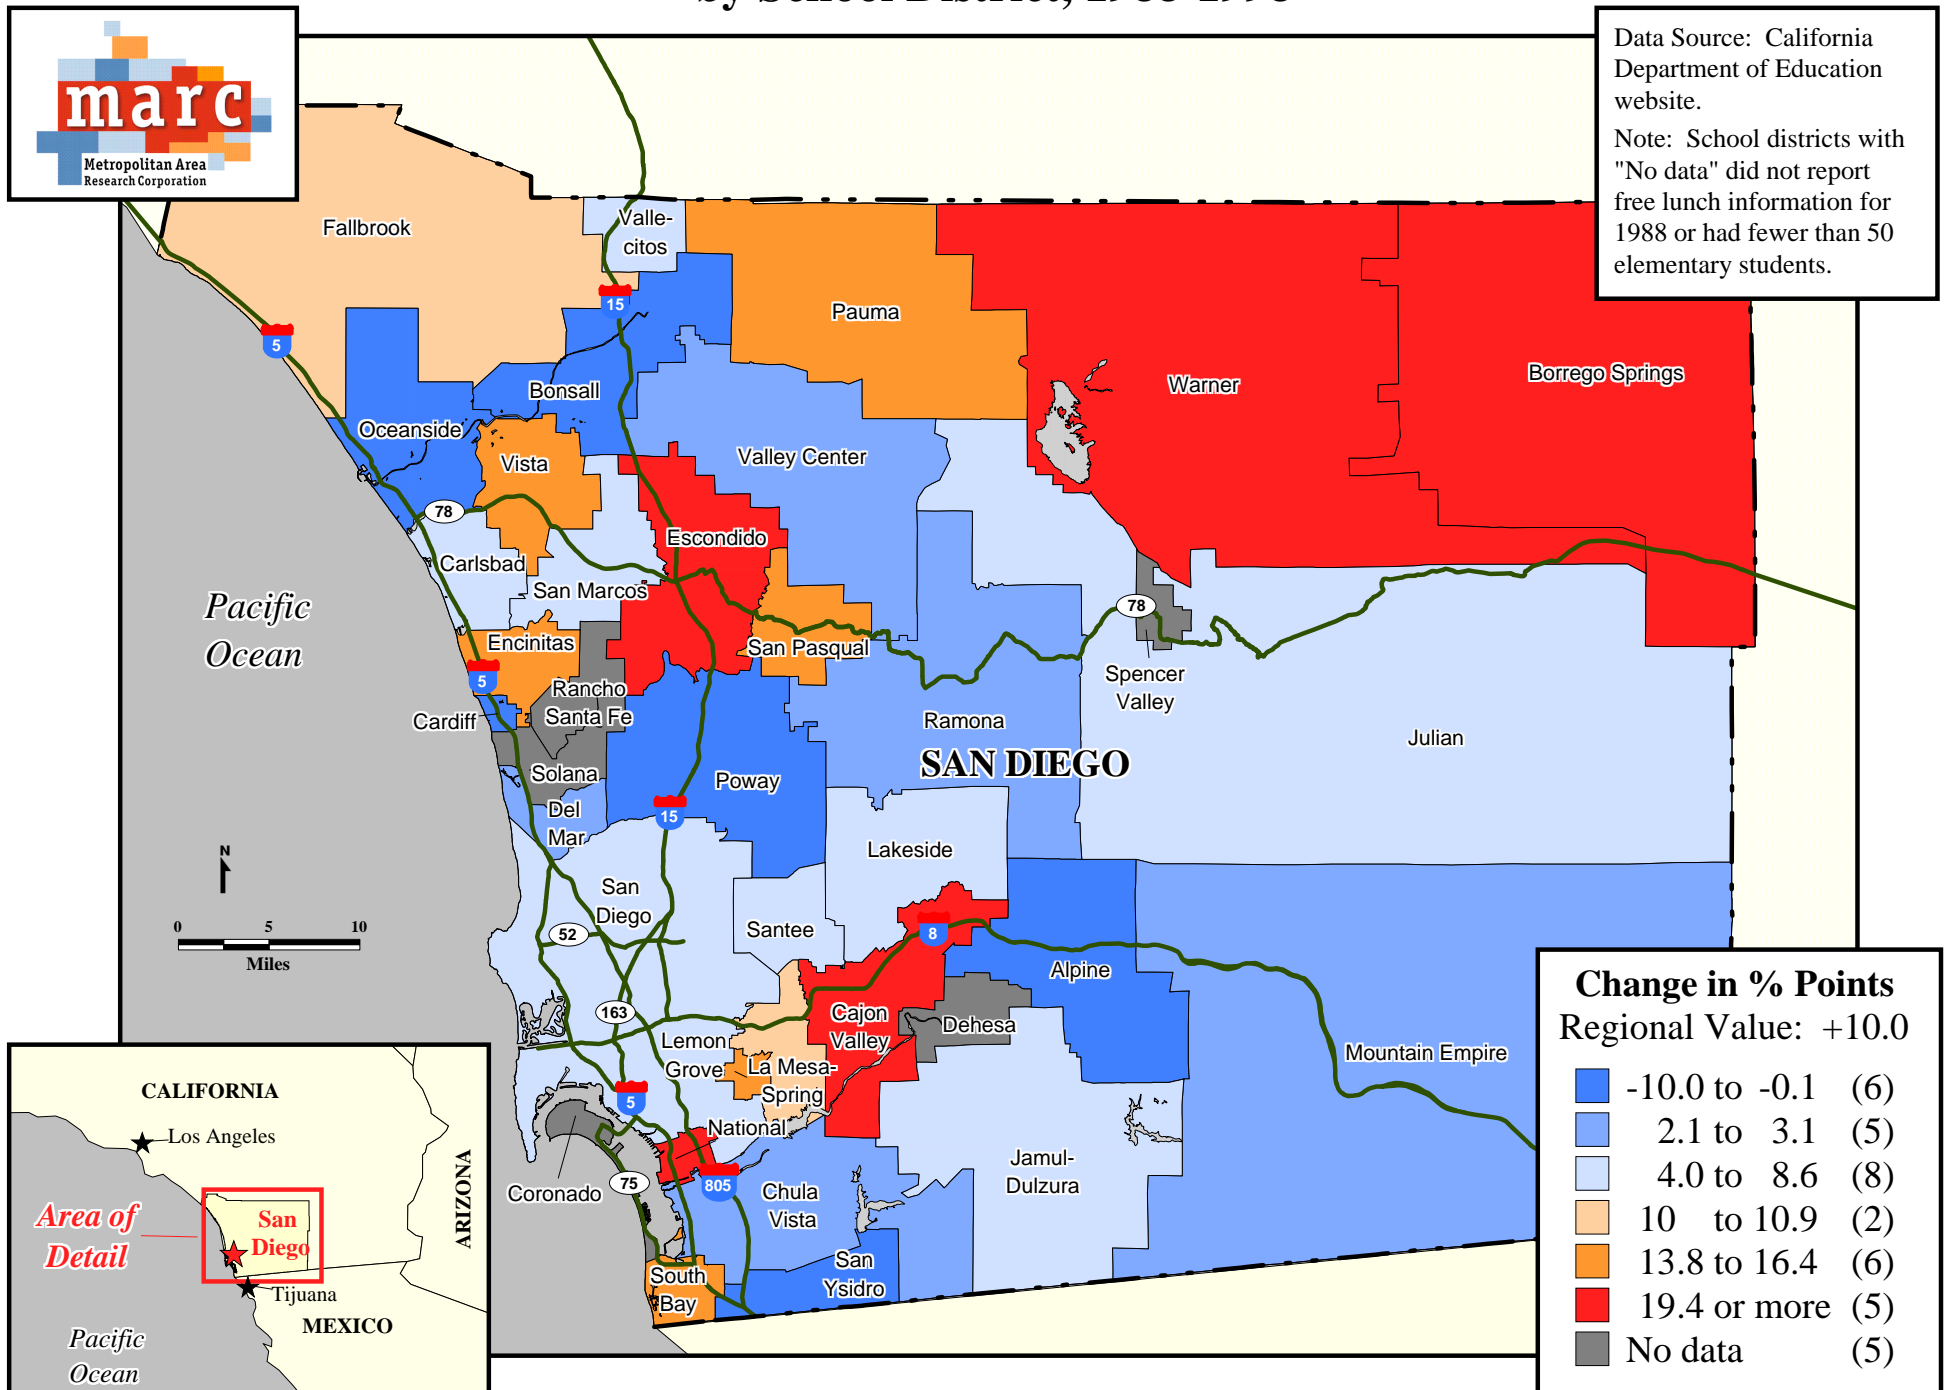 by School District, 1988-1998
marc
Metropolitan Area
Research Corporation
Data Source:  California
Department of Education
website.
Note:  School districts with
"No data" did not report
free lunch information for
1988 or had fewer than 50
elementary students.
Fallbrook
Valle-
citos
15
Pauma
5
Warner
Borrego Springs
Bonsall
Oceanside
Vista
Valley Center
78
Escondido
Carlsbad
San Marcos
Pacific
Ocean
78
Encinitas
San Pasqual
5
Rancho
Santa Fe
Spencer
Valley
Cardiff
Ramona
Julian
SAN DIEGO
Solana
Poway
Del
Mar
15
N
Lakeside
San
Diego
0 5 10
Miles
52
Santee
8
Alpine
163
Cajon
Valley
Dehesa
Lemon
Grove
La Mesa-
Spring
Mountain Empire
5
National
Coronado
75
805
Chula
Vista
Jamul-
Dulzura
San
Ysidro
South
Bay
CALIFORNIA
Los Angeles
ARIZONA
Area of
Detail
San
Diego
Tijuana
MEXICO
Pacific
Ocean
Change in % Points
Regional Value:  +10.0
-10.0 to -0.1 (6)
2.1 to 3.1 (5)
4.0 to 8.6 (8)
10 to 10.9 (2)
13.8 to 16.4 (6)
19.4 or more (5)
No data (5)